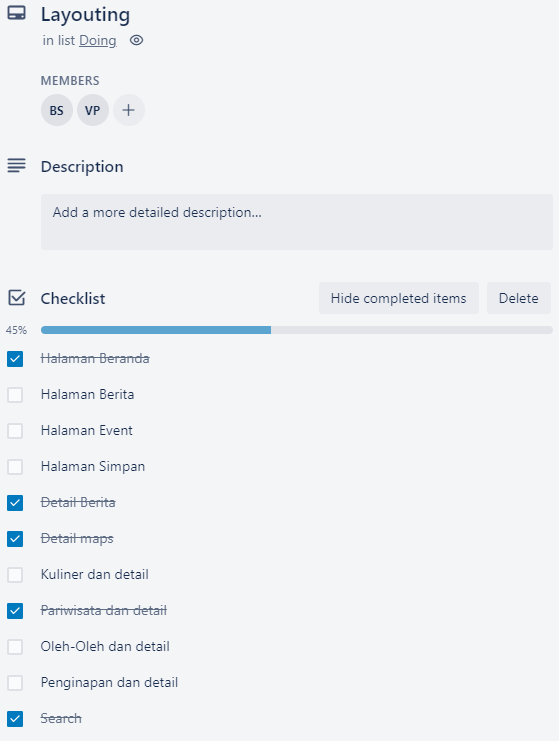 Layouting
in list Doing
MEMBERS
BS VP +
Description
Add a more detailed description...
Checklist Hide completed items Delete
45%
Halaman Beranda
Halaman Berita
Halaman Event
Halaman Simpan
Detail Berita
Detail maps
Kuliner dan detail
Pariwisata dan detail
Oleh-Oleh dan detail
Penginapan dan detail
Search